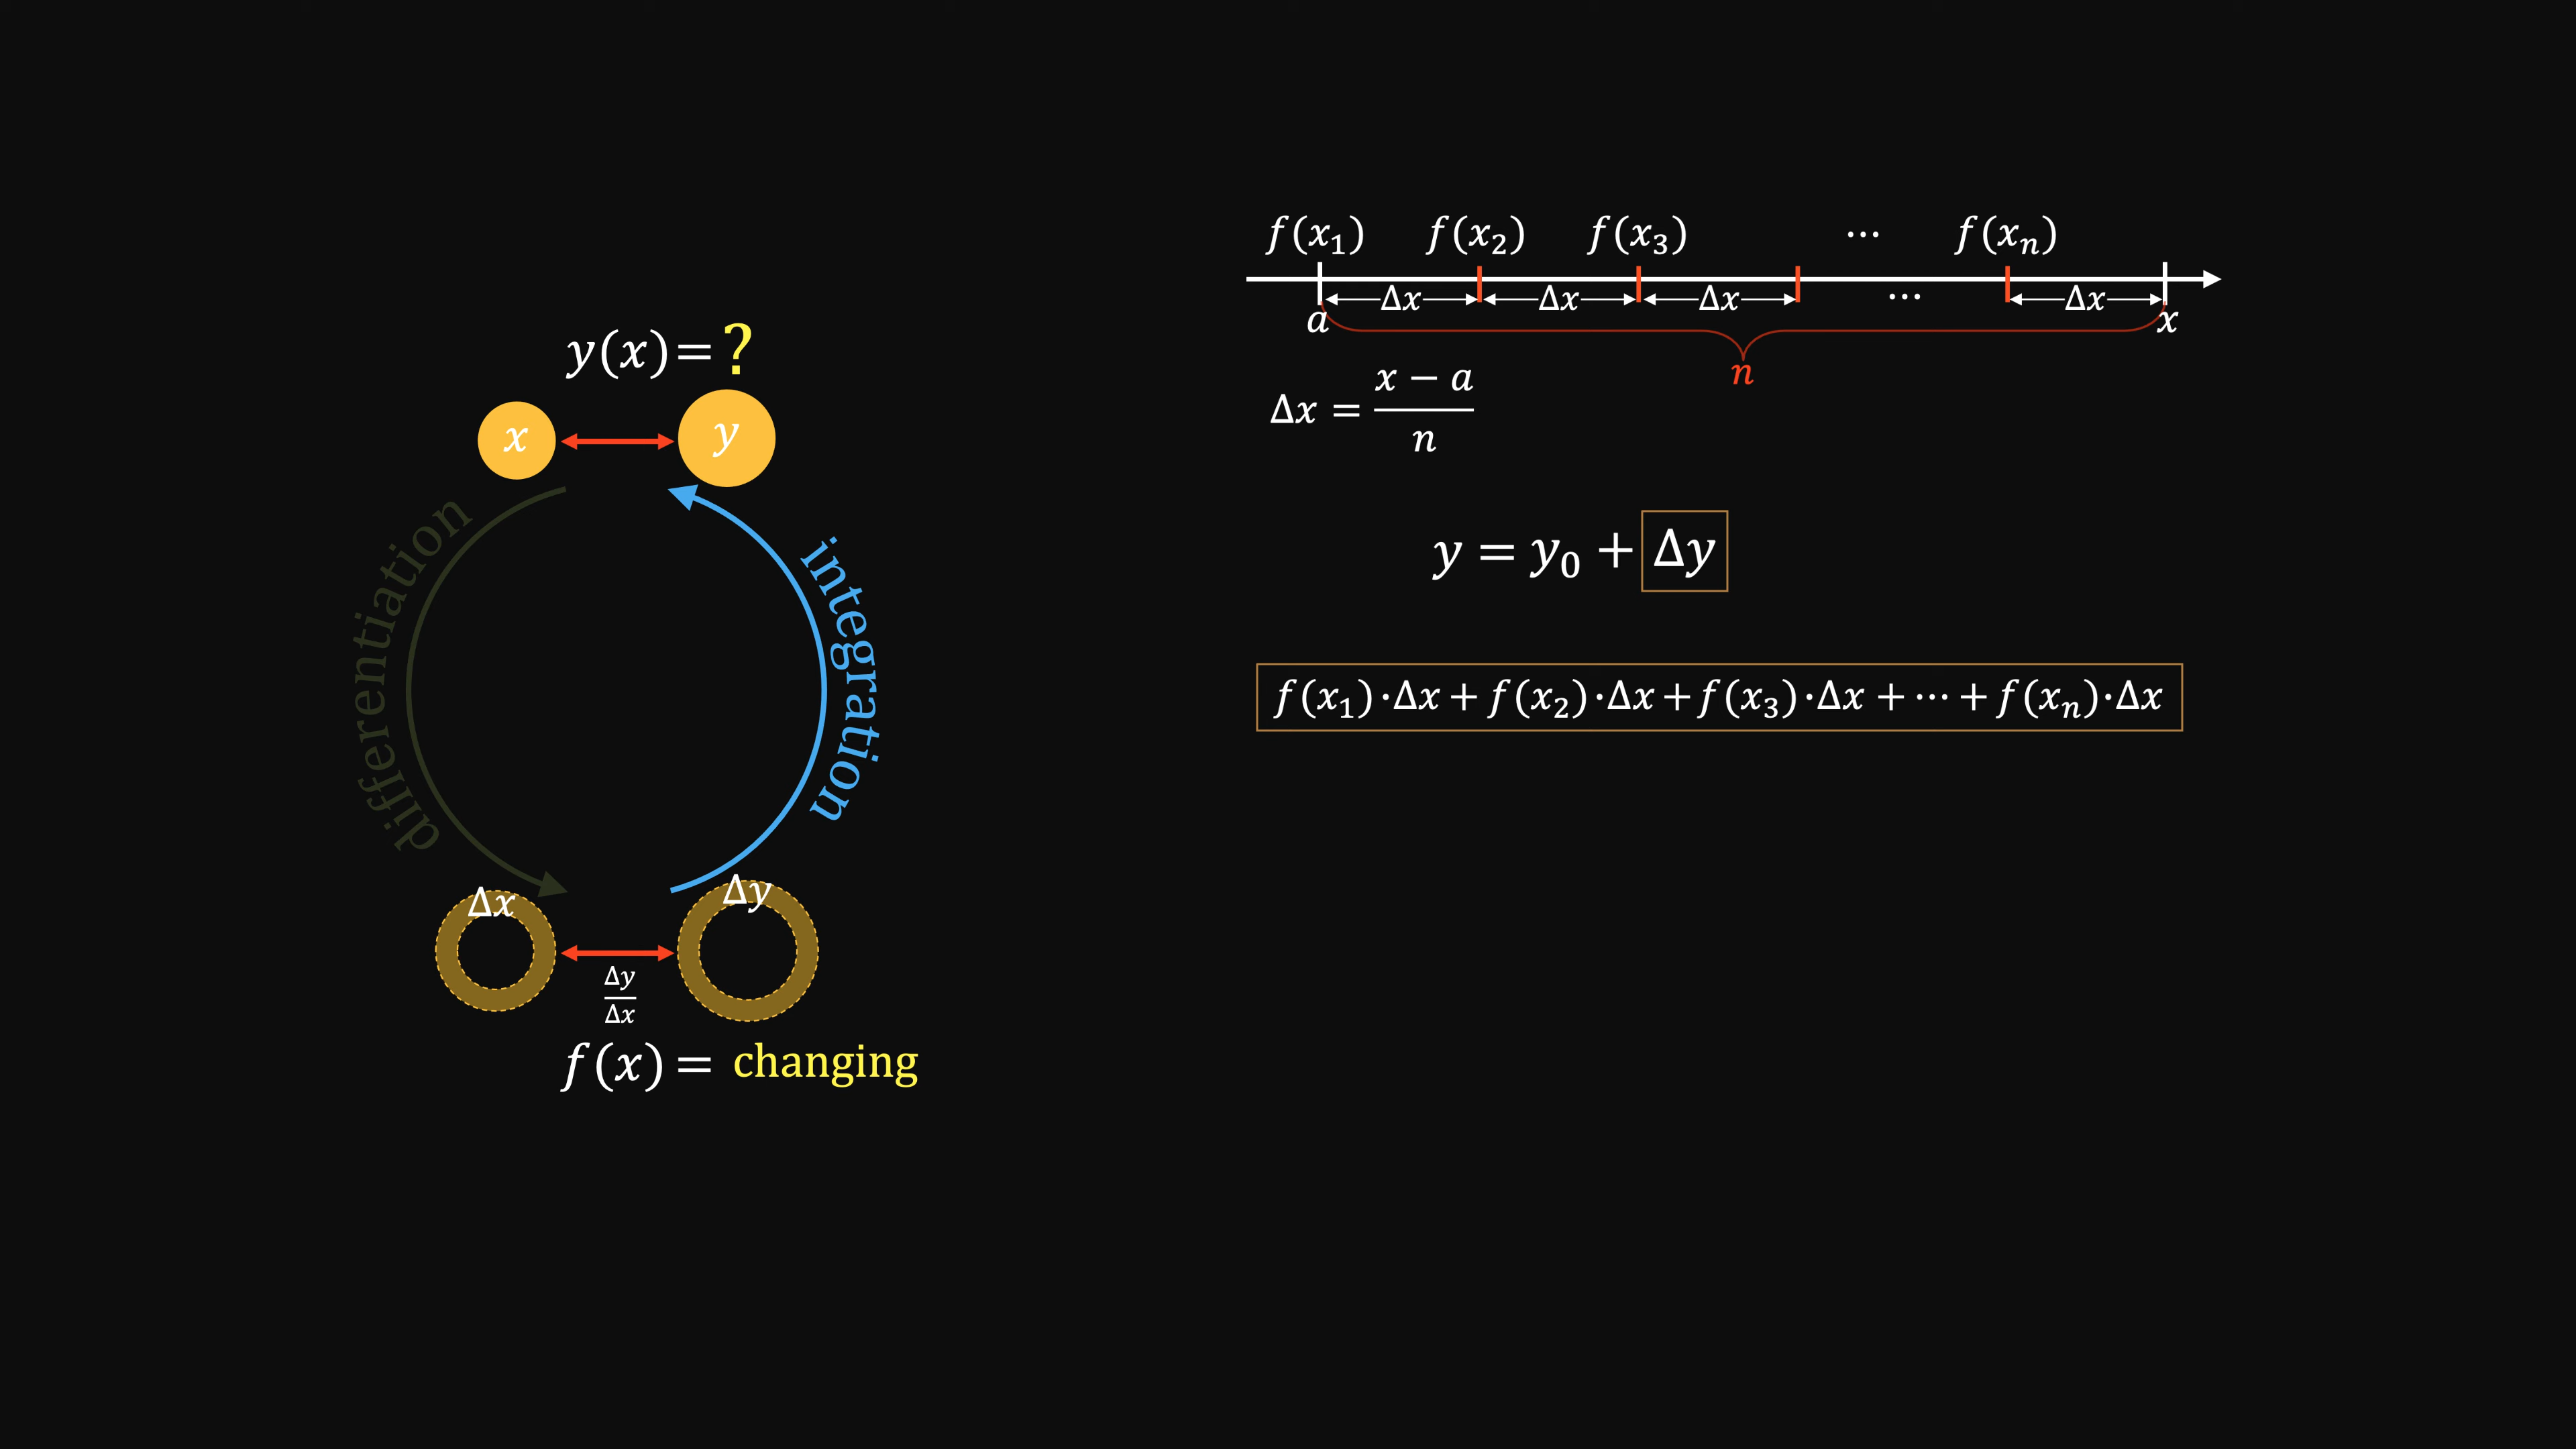 y(x)=?
x
y
differentiation
integration
Δx
Δy
Δy/Δx
f(x)= changing
f(x₁) f(x₂) f(x₃) ⋯ f(xₙ)
Δx Δx Δx ⋯ Δx
a x
n
Δx = (x − a)/n
y = y₀ + Δy
f(x₁)·Δx + f(x₂)·Δx + f(x₃)·Δx + ⋯ + f(xₙ)·Δx